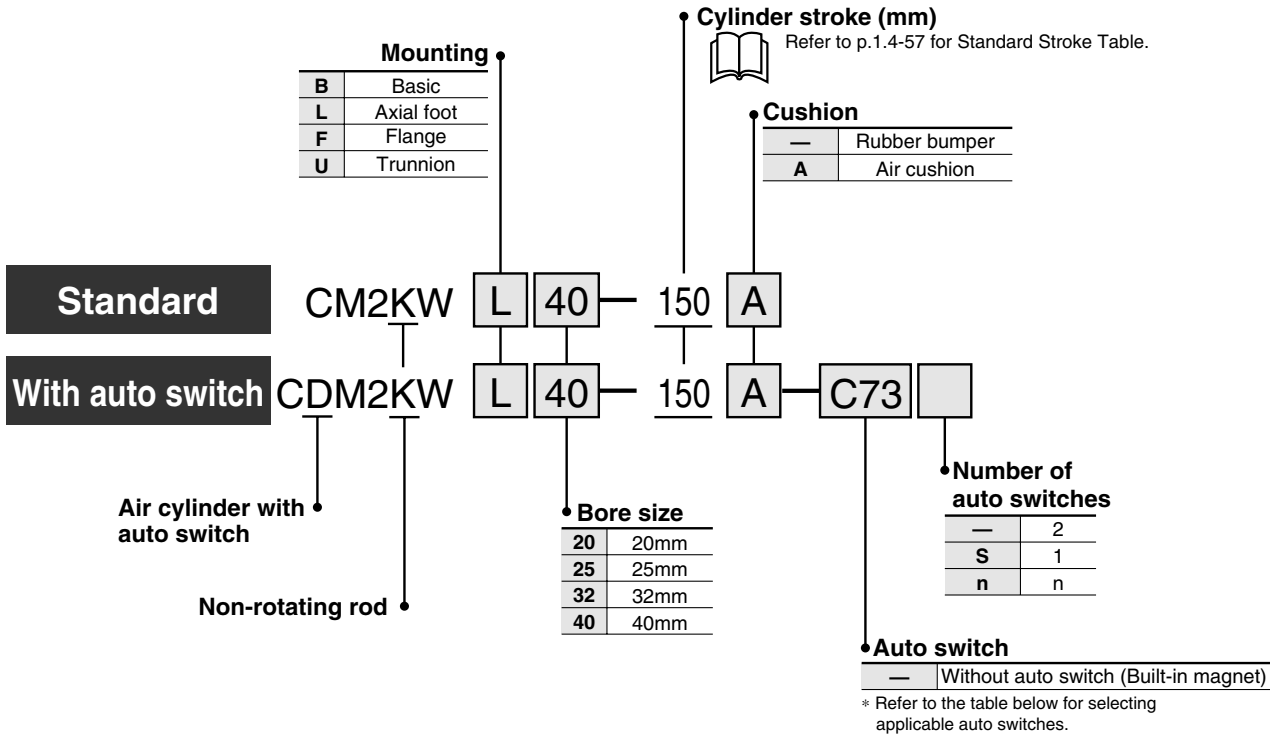 Cylinder stroke (mm)
Refer to p.1.4-57 for Standard Stroke Table.
Mounting
B Basic
L Axial foot
F Flange
U Trunnion
Cushion
— Rubber bumper
A Air cushion
Standard CM2KW L 40 — 150 A
With auto switch CDM2KW L 40 — 150 A — C73
Air cylinder with
auto switch
Non-rotating rod
Bore size
20 20mm
25 25mm
32 32mm
40 40mm
Number of
auto switches
— 2
S 1
n n
Auto switch
— Without auto switch (Built-in magnet)
* Refer to the table below for selecting
applicable auto switches.